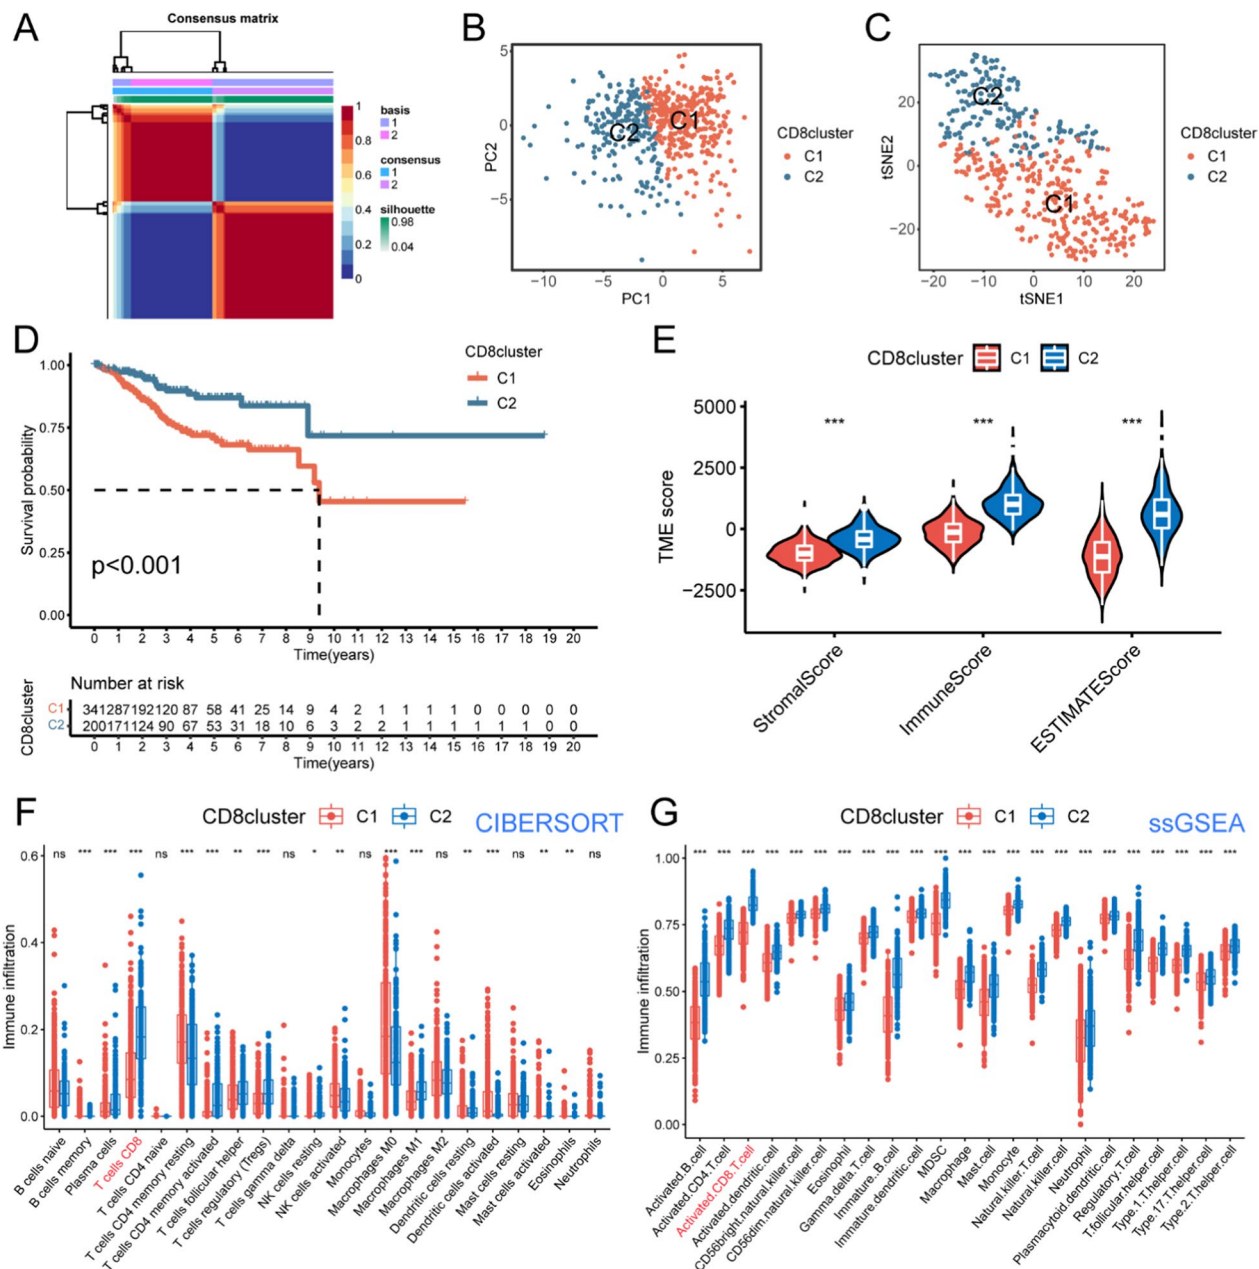 A
Consensus matrix
1
0.8
0.6
0.4
0.2
0
basis
1
2
consensus
1
2
silhouette
0.98
0.04
B
5
0
−5
PC2
−10 −5 0 5
PC1
C2
C1
CD8cluster
C1
C2
C
20
0
−20
tSNE2
−20 −10 0 10 20
tSNE1
C2
C1
CD8cluster
C1
C2
D
CD8cluster
C1
C2
1.00
0.75
0.50
0.25
0.00
Survival probability
p<0.001
0 1 2 3 4 5 6 7 8 9 10 11 12 13 14 15 16 17 18 19 20
Time(years)
Number at risk
CD8cluster
C1 341 287 192 120 87 58 41 25 14 9 4 2 1 1 1 1 0 0 0 0 0
C2 200 171 124 90 67 53 31 18 10 6 3 2 2 1 1 1 1 1 1 0 0
0 1 2 3 4 5 6 7 8 9 10 11 12 13 14 15 16 17 18 19 20
Time(years)
E
CD8cluster C1 C2
5000
2500
0
−2500
TME score
*** *** ***
StromalScore
ImmuneScore
ESTIMATEScore
F
CD8cluster C1 C2
CIBERSORT
ns *** *** *** ns *** *** ** *** ns * ** ns *** *** ns ** *** ns ** ** ns
0.6
0.4
0.2
0.0
Immune infiltration
B cells naive
B cells memory
Plasma cells
T cells CD8
T cells CD4 naive
T cells CD4 memory resting
T cells CD4 memory activated
T cells follicular helper
T cells regulatory (Tregs)
T cells gamma delta
NK cells resting
NK cells activated
Monocytes
Macrophages M0
Macrophages M1
Macrophages M2
Dendritic cells resting
Dendritic cells activated
Mast cells resting
Mast cells activated
Eosinophils
Neutrophils
G
CD8cluster C1 C2
ssGSEA
*** *** *** *** *** *** *** *** *** *** *** *** *** *** *** *** *** *** *** *** *** *** ***
1.00
0.75
0.50
0.25
0.00
Immune infiltration
Activated.B.cell
Activated.CD4.T.cell
Activated.CD8.T.cell
Activated.dendritic.cell
CD56bright.natural.killer.cell
CD56dim.natural.killer.cell
Eosinophil
Gamma.delta.T.cell
Immature.B.cell
Immature.dendritic.cell
MDSC
Macrophage
Mast.cell
Monocyte
Natural.killer.T.cell
Natural.killer.cell
Neutrophil
Plasmacytoid.dendritic.cell
Regulatory.T.cell
T.follicular.helper.cell
Type.1.T.helper.cell
Type.17.T.helper.cell
Type.2.T.helper.cell